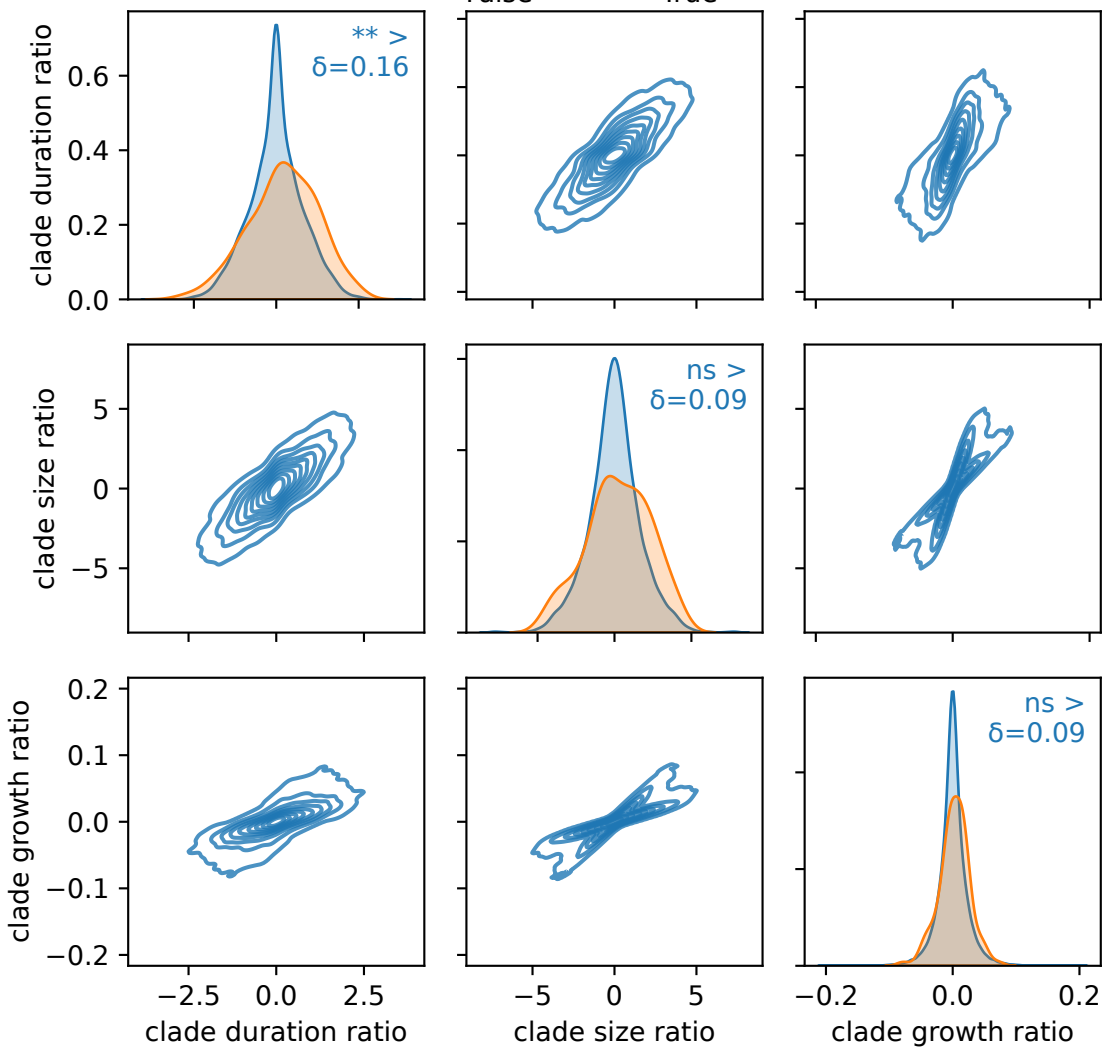 False True
clade duration ratio
0.6
0.4
0.2
0.0
** >
δ=0.16
clade size ratio
5
0
−5
ns >
δ=0.09
clade growth ratio
0.2
0.1
0.0
−0.1
−0.2
ns >
δ=0.09
−2.5 0.0 2.5
−5 0 5
−0.2 0.0 0.2
clade duration ratio
clade size ratio
clade growth ratio